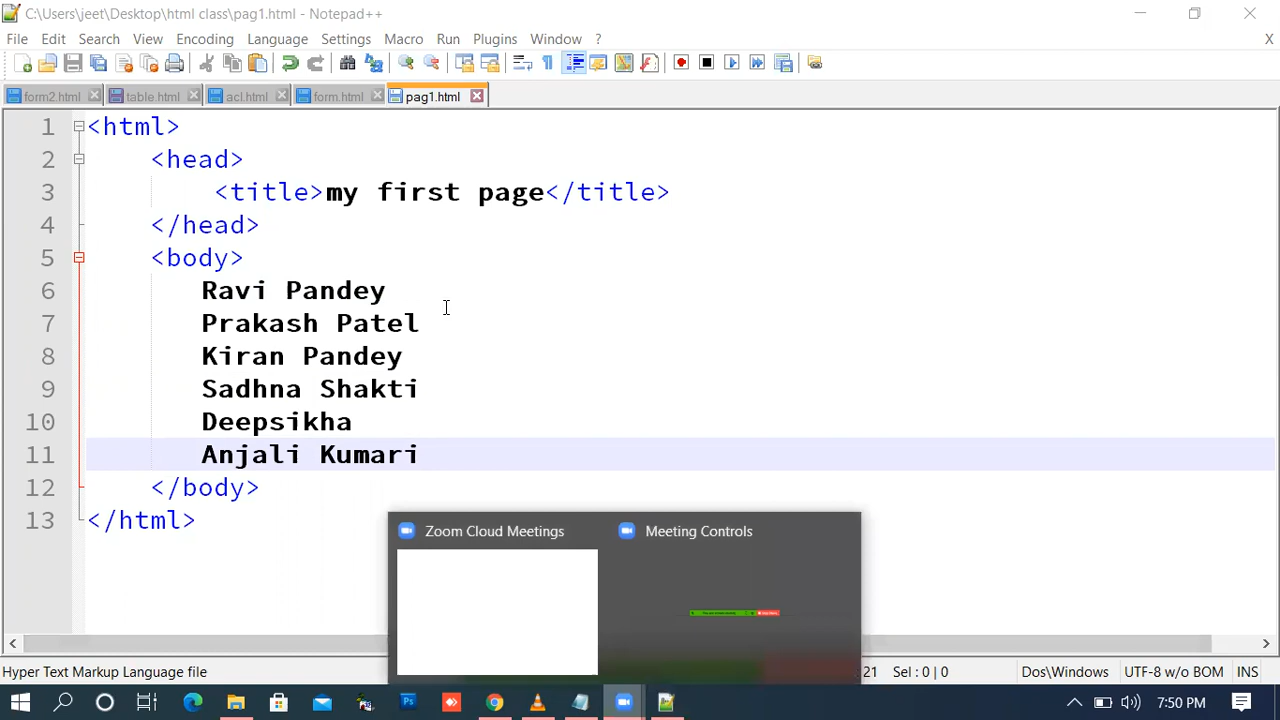 C:\Users\jeet\Desktop\html class\pag1.html - Notepad++
File Edit Search View Encoding Language Settings Macro Run Plugins Window ? X
form2.html table.html acl.html form.html pag1.html
1 <html>
2 <head>
3 <title>my first page</title>
4 </head>
5 <body>
6 Ravi Pandey
7 Prakash Patel
8 Kiran Pandey
9 Sadhna Shakti
10 Deepsikha
11 Anjali Kumari
12 </body>
13 </html>
Zoom Cloud Meetings Meeting Controls
Hyper Text Markup Language file 21 Sel : 0 | 0 Dos\Windows UTF-8 w/o BOM INS
Ps 7:50 PM